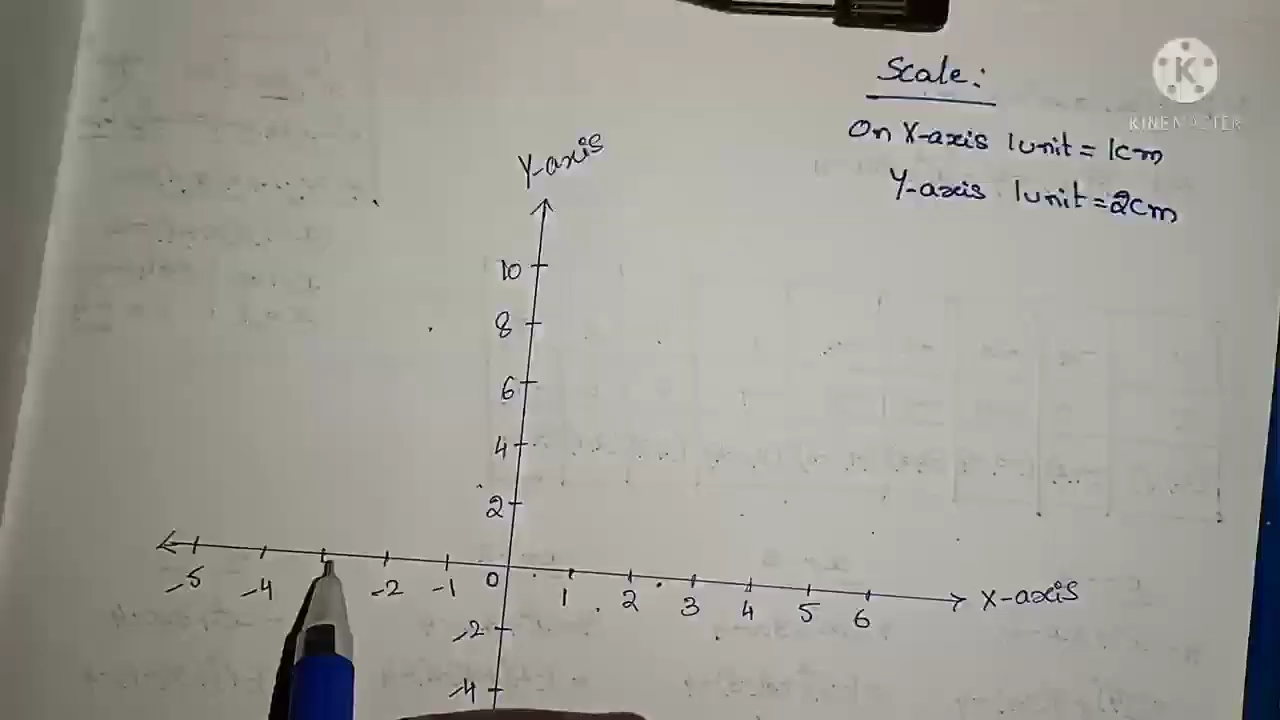 Scale:
On X-axis 1unit = 1cm
Y-axis 1unit = 2cm
KINEMASTER
Y-axis
10
8
6
4
2
-5 -4 -2 -1 0 1 2 3 4 5 6 X-axis
-2
-4